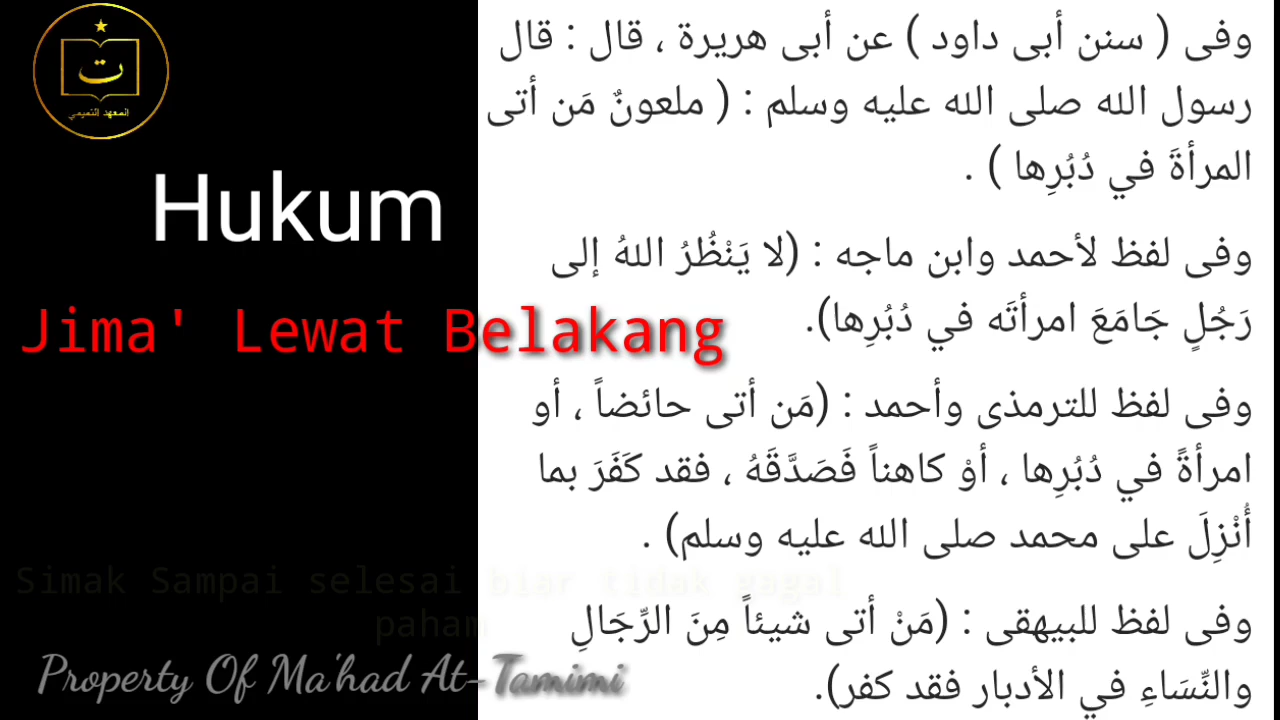 ت
المعهد التميمي
Hukum
Jima' Lewat Belakang
Simak Sampai selesai biar tidak gagal
paham
Property Of Ma'had At-Tamimi
وفى ( سنن أبى داود ) عن أبى هريرة ، قال : قال
رسول الله صلى الله عليه وسلم : ( ملعونٌ مَن أتى
المرأةَ في دُبُرِها ) .
وفى لفظ لأحمد وابن ماجه : (لا يَنْظُرُ اللهُ إلى
رَجُلٍ جَامَعَ امرأتَه في دُبُرِها).
وفى لفظ للترمذى وأحمد : (مَن أتى حائضاً ، أو
امرأةً في دُبُرِها ، أوْ كاهناً فَصَدَّقَهُ ، فقد كَفَرَ بما
أُنْزِلَ على محمد صلى الله عليه وسلم) .
وفى لفظ للبيهقى : (مَنْ أتى شيئاً مِنَ الرِّجَالِ
والنِّسَاءِ في الأدبار فقد كفر).